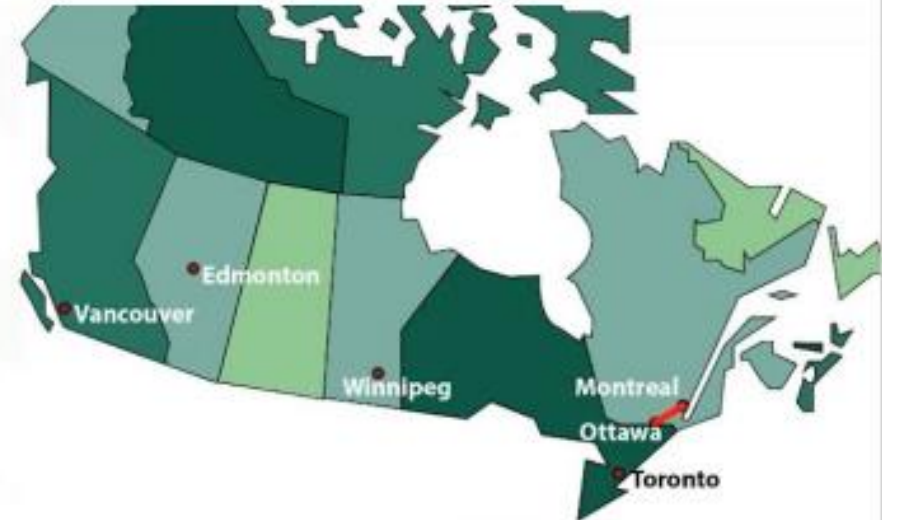 Edmonton
Vancouver
Winnipeg
Montreal
Ottawa
Toronto